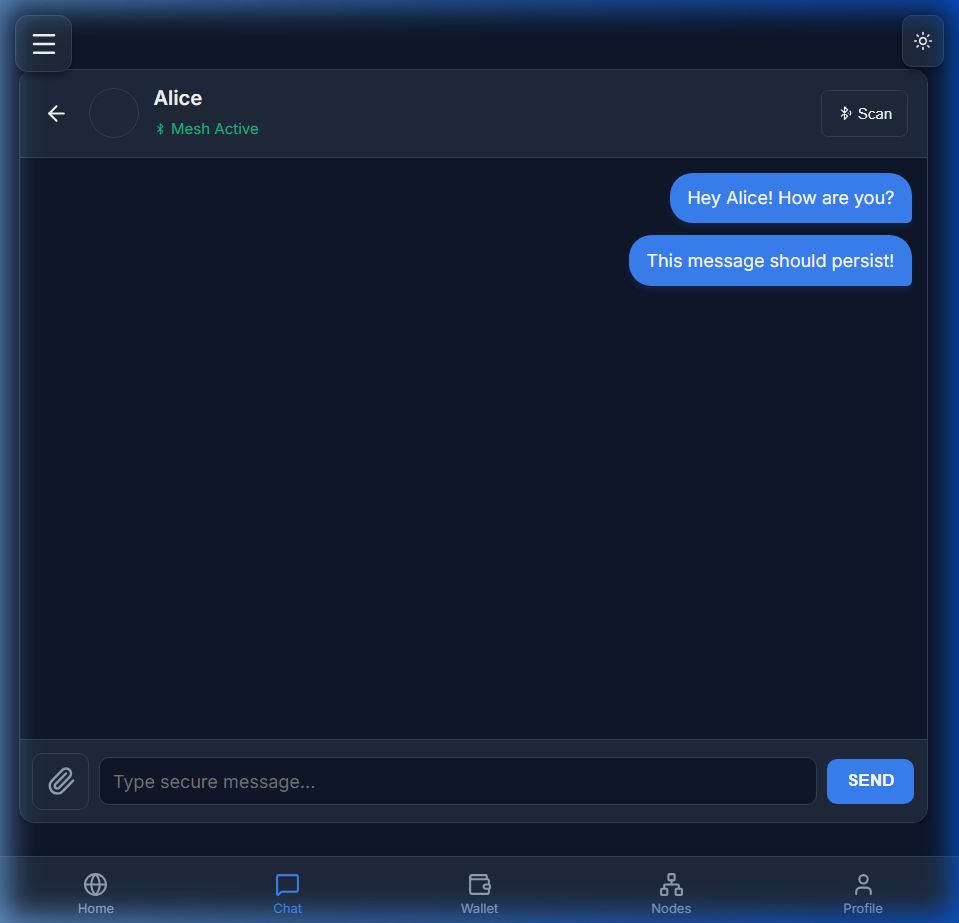 Alice
Mesh Active
Scan
Hey Alice! How are you?
This message should persist!
Type secure message...
SEND
Home
Chat
Wallet
Nodes
Profile